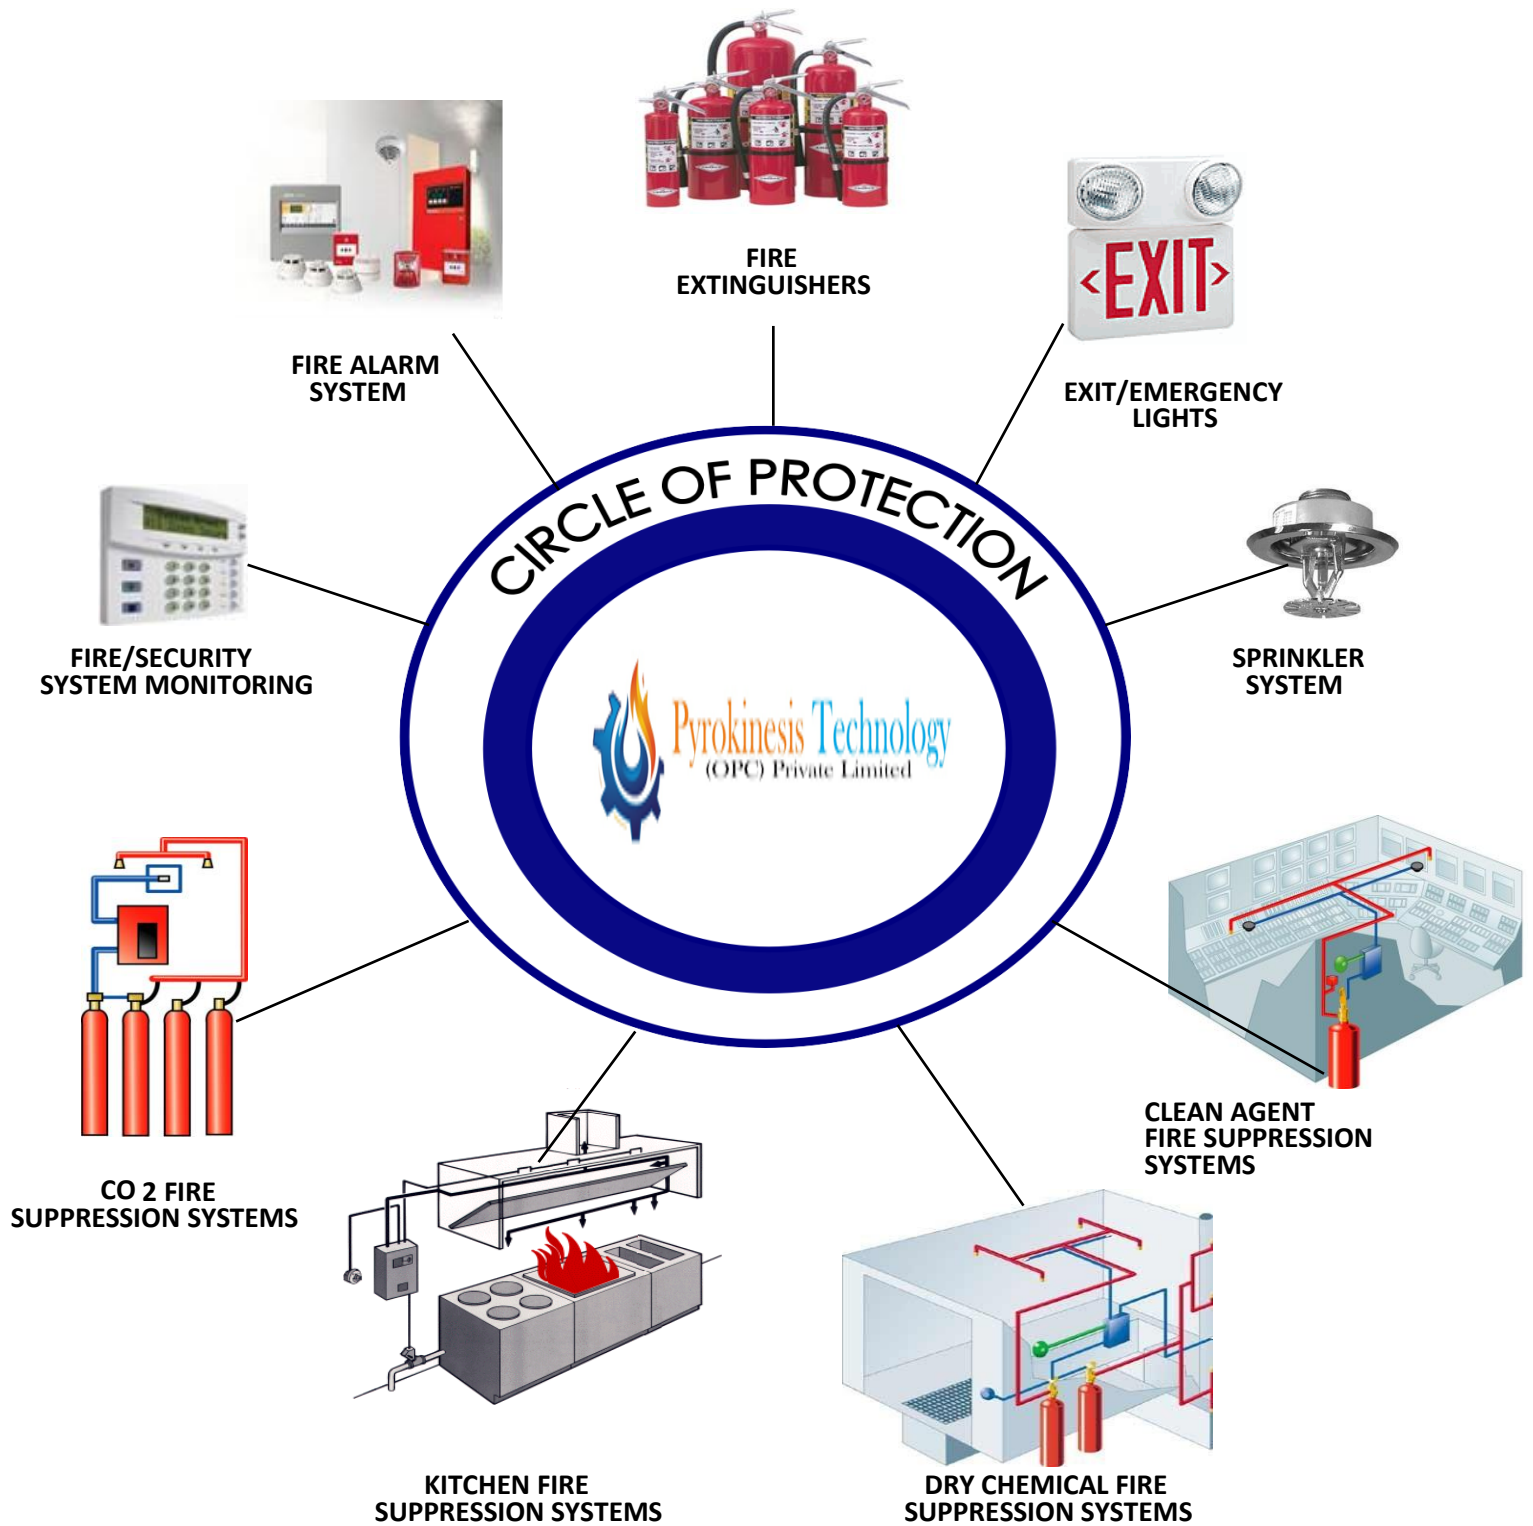 FIRE
EXTINGUISHERS
EXIT
FIRE ALARM
SYSTEM
EXIT/EMERGENCY
LIGHTS
CIRCLE OF PROTECTION
FIRE/SECURITY
SYSTEM MONITORING
SPRINKLER
SYSTEM
Pyrokinesis Technology
(OPC) Private Limited
CLEAN AGENT
FIRE SUPPRESSION
SYSTEMS
CO 2 FIRE
SUPPRESSION SYSTEMS
KITCHEN FIRE
SUPPRESSION SYSTEMS
DRY CHEMICAL FIRE
SUPPRESSION SYSTEMS